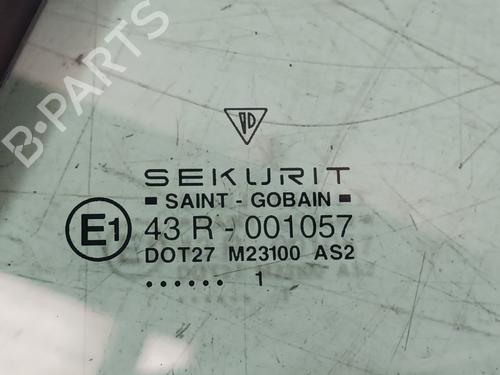 B-PARTS
SEKURIT
SAINT - GOBAIN
E1
43 R - 001057
DOT27 M23100 AS2
...... 1